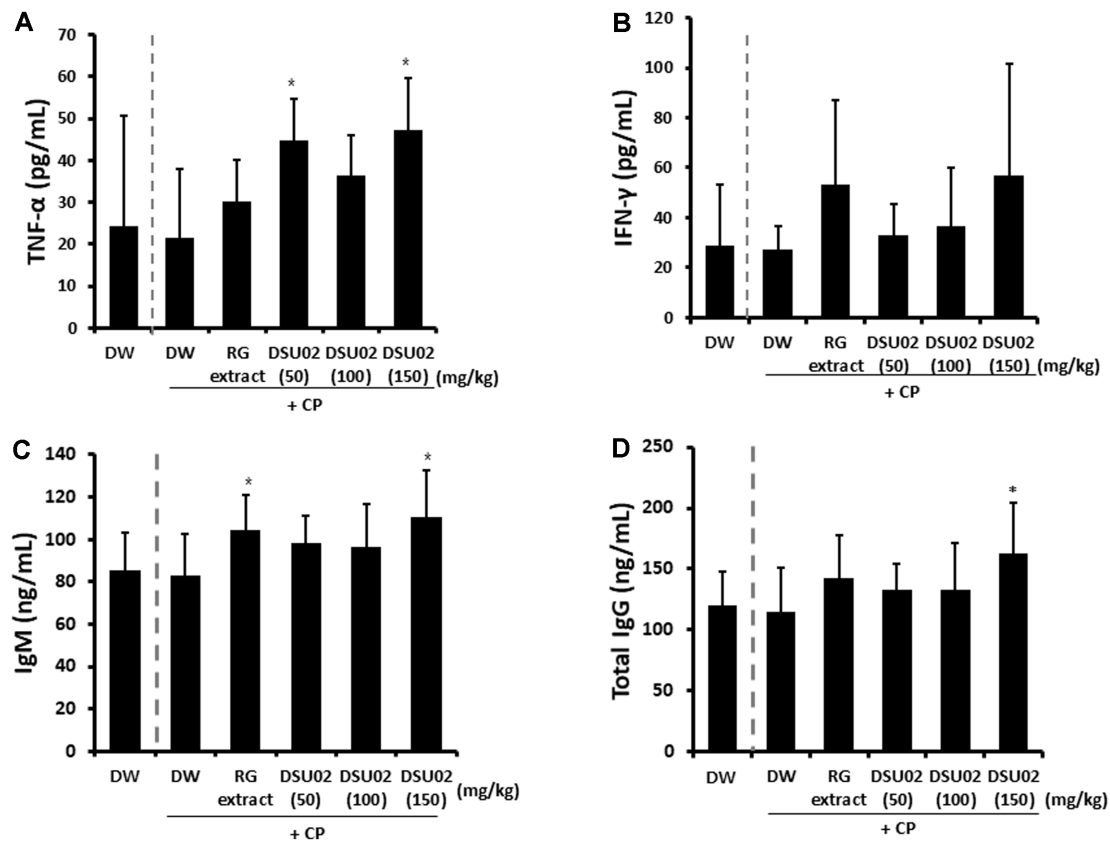 A
TNF-α (pg/mL)
70
60
50
40
30
20
10
0
*
*
DW
DW RG DSU02 DSU02 DSU02
extract (50) (100) (150) (mg/kg)
+ CP
B
IFN-γ (pg/mL)
120
100
80
60
40
20
0
DW
DW RG DSU02 DSU02 DSU02
extract (50) (100) (150) (mg/kg)
+ CP
C
IgM (ng/mL)
140
120
100
80
60
40
20
0
*
*
DW
DW RG DSU02 DSU02 DSU02
extract (50) (100) (150) (mg/kg)
+ CP
D
Total IgG (ng/mL)
250
200
150
100
50
0
*
DW
DW RG DSU02 DSU02 DSU02
extract (50) (100) (150) (mg/kg)
+ CP